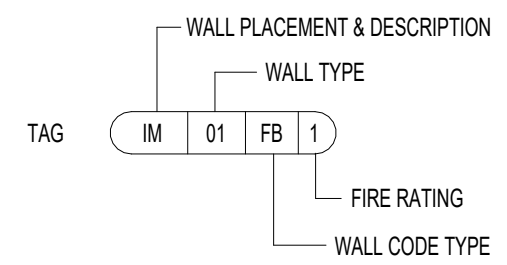 WALL PLACEMENT & DESCRIPTION
WALL TYPE
TAG IM 01 FB 1
FIRE RATING
WALL CODE TYPE